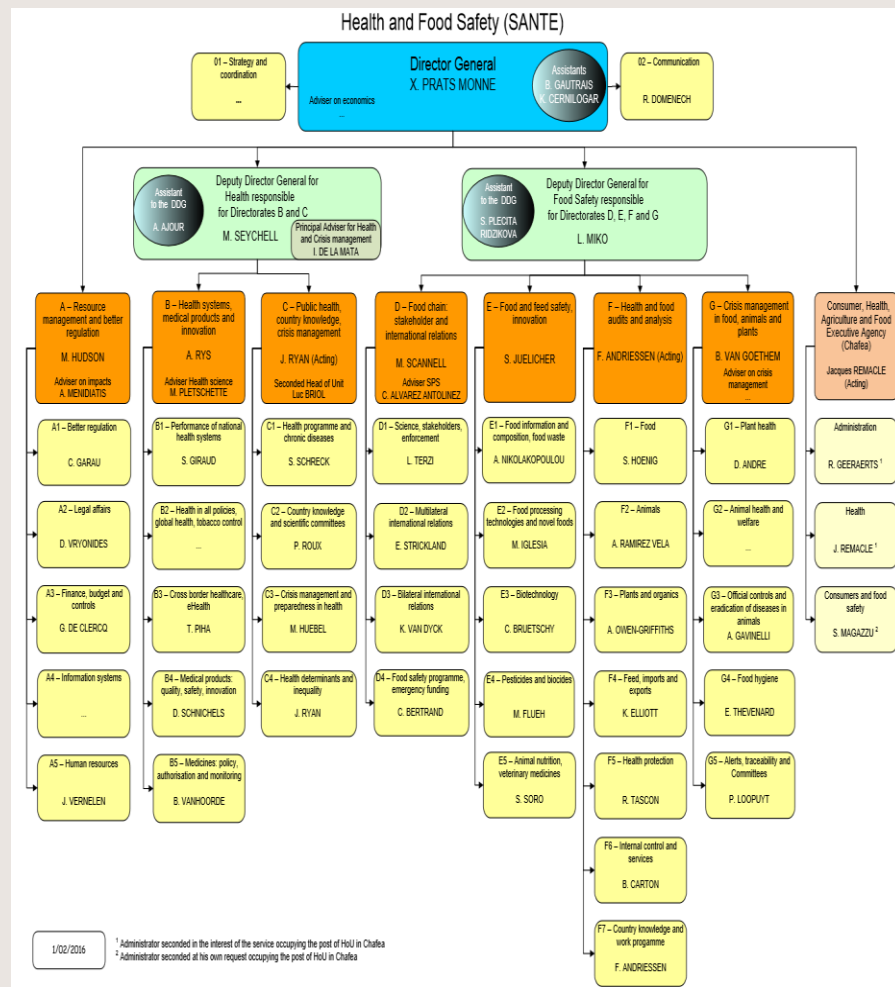 Health and Food Safety (SANTE)
01 – Strategy and
coordination
...
Director General
X. PRATS MONNE
Adviser on economics
...
Assistants
B. GAUTRAIS
K. CERNILOGAR
02 – Communication
R. DOMENECH
Assistant
to the DDG
A. AJOUR
Deputy Director General for
Health responsible
for Directorates B and C
M. SEYCHELL
Principal Adviser for Health
and Crisis management
I. DE LA MATA
Assistant
to the DDG
S. PLECITA
RIDZIKOVA
Deputy Director General for
Food Safety responsible
for Directorates D, E, F and G
L. MIKO
A – Resource
management and better
regulation
M. HUDSON
Adviser on impacts
A. MENIDIATIS
B – Health systems,
medical products and
innovation
A. RYS
Adviser Health science
M. PLETSCHETTE
C – Public health,
country knowledge,
crisis management
J. RYAN (Acting)
Seconded Head of Unit
Luc BRIOL
D – Food chain:
stakeholder and
international relations
M. SCANNELL
Adviser SPS
C. ALVAREZ ANTOLINEZ
E – Food and feed safety,
innovation
S. JUELICHER
F – Health and food
audits and analysis
F. ANDRIESSEN (Acting)
G – Crisis management
in food, animals and
plants
B. VAN GOETHEM
Adviser on crisis
management
...
Consumer, Health,
Agriculture and Food
Executive Agency
(Chafea)
Jacques REMACLE
(Acting)
A1 – Better regulation
C. GARAU
B1 – Performance of national
health systems
S. GIRAUD
C1 – Health programme and
chronic diseases
S. SCHRECK
D1 – Science, stakeholders,
enforcement
L. TERZI
E1 – Food information and
composition, food waste
A. NIKOLAKOPOULOU
F1 – Food
S. HOENIG
G1 – Plant health
D. ANDRE
Administration
R. GEERAERTS ¹
A2 – Legal affairs
D. VRYONIDES
B2 – Health in all policies,
global health, tobacco control
...
C2 – Country knowledge
and scientific committees
P. ROUX
D2 – Multilateral
international relations
E. STRICKLAND
E2 – Food processing
technologies and novel foods
M. IGLESIA
F2 – Animals
A. RAMIREZ VELA
G2 – Animal health and
welfare
...
Health
J. REMACLE ¹
A3 – Finance, budget and
controls
G. DE CLERCQ
B3 – Cross border healthcare,
eHealth
T. PIHA
C3 – Crisis management and
preparedness in health
M. HUEBEL
D3 – Bilateral international
relations
K. VAN DYCK
E3 – Biotechnology
C. BRUETSCHY
F3 – Plants and organics
A. OWEN-GRIFFITHS
G3 – Official controls and
eradication of diseases in
animals
A. GAVINELLI
Consumers and food
safety
S. MAGAZZU ²
A4 – Information systems
...
B4 – Medical products:
quality, safety, innovation
D. SCHNICHELS
C4 – Health determinants and
inequality
J. RYAN
D4 – Food safety programme,
emergency funding
C. BERTRAND
E4 – Pesticides and biocides
M. FLUEH
F4 – Feed, imports and
exports
K. ELLIOTT
G4 – Food hygiene
E. THEVENARD
A5 – Human resources
J. VERNELEN
B5 – Medicines: policy,
authorisation and monitoring
B. VANHOORDE
E5 – Animal nutrition,
veterinary medicines
S. SORO
F5 – Health protection
R. TASCON
G5 – Alerts, traceability and
Committees
P. LOOPUYT
F6 – Internal control and
services
B. CARTON
F7 – Country knowledge and
work progamme
F. ANDRIESSEN
1/02/2016
¹ Administrator seconded in the interest of the service occupying the post of HoU in Chafea
² Administrator seconded at his own request occupying the post of HoU in Chafea